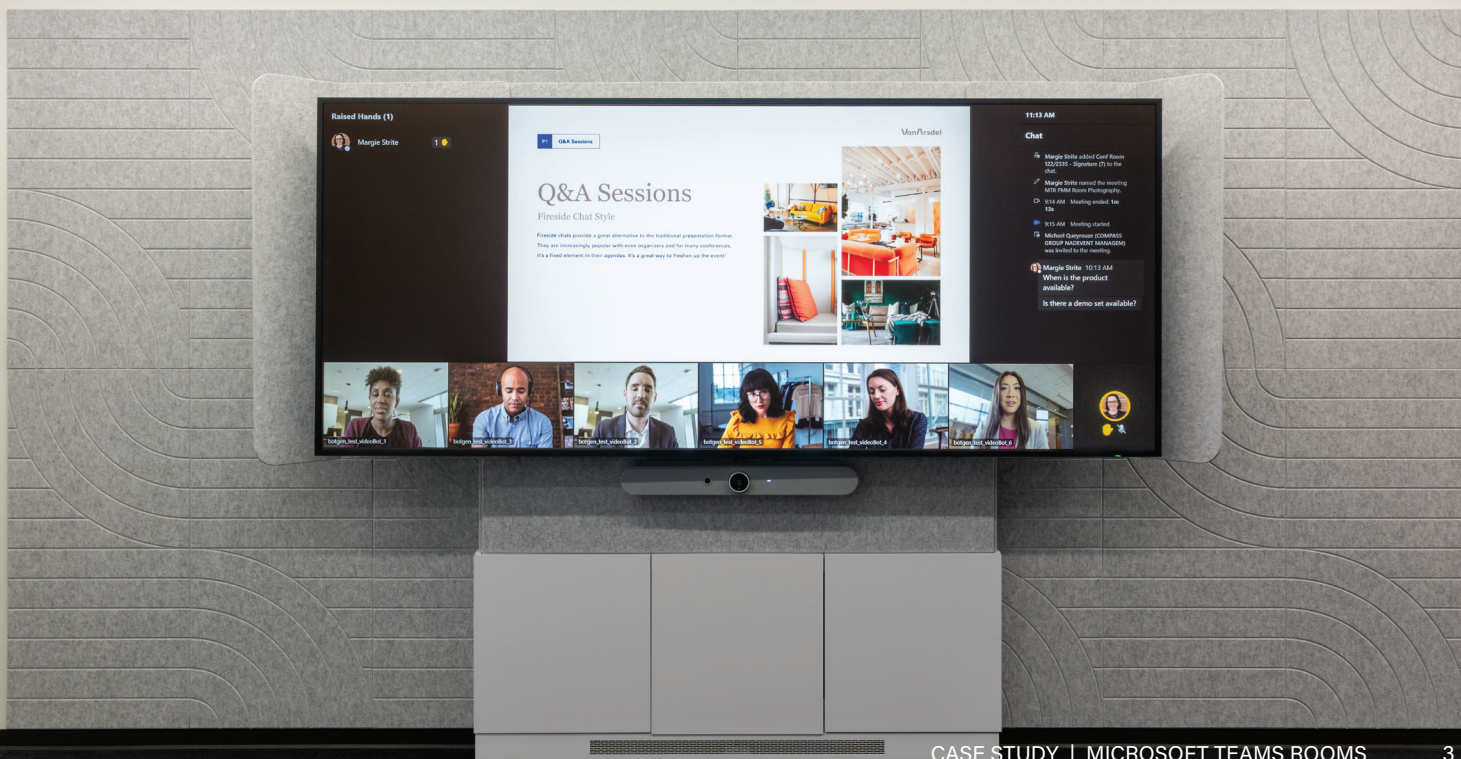 Raised Hands (1)
Margie Strite
1
P1 Q&A Sessions
VanArsdel
Q&A Sessions
Fireside Chat Style
Fireside chats provide a great alternative to the traditional presentation format.
They are increasingly popular with even organizers and for many conferences,
it's a fixed element in their agendas. It's a great way to freshen up the event!
11:13 AM
Chat
Margie Strite added Conf Room
122/2335 - Signature (7) to the
chat.
Margie Strite named the meeting
MTR PMM Room Photography.
9:14 AM Meeting ended: 1m
13s
9:15 AM Meeting started
Michael Queyrouze (COMPASS
GROUP NADEVENT MANAGEM)
was invited to the meeting.
Margie Strite 10:13 AM
When is the product
available?
Is there a demo set available?
botgen_test_videoBot_1
botgen_test_videoBot_3
botgen_test_videoBot_2
botgen_test_videoBot_5
botgen_test_videoBot_4
botgen_test_videoBot_6
CASE STUDY | MICROSOFT TEAMS ROOMS 3